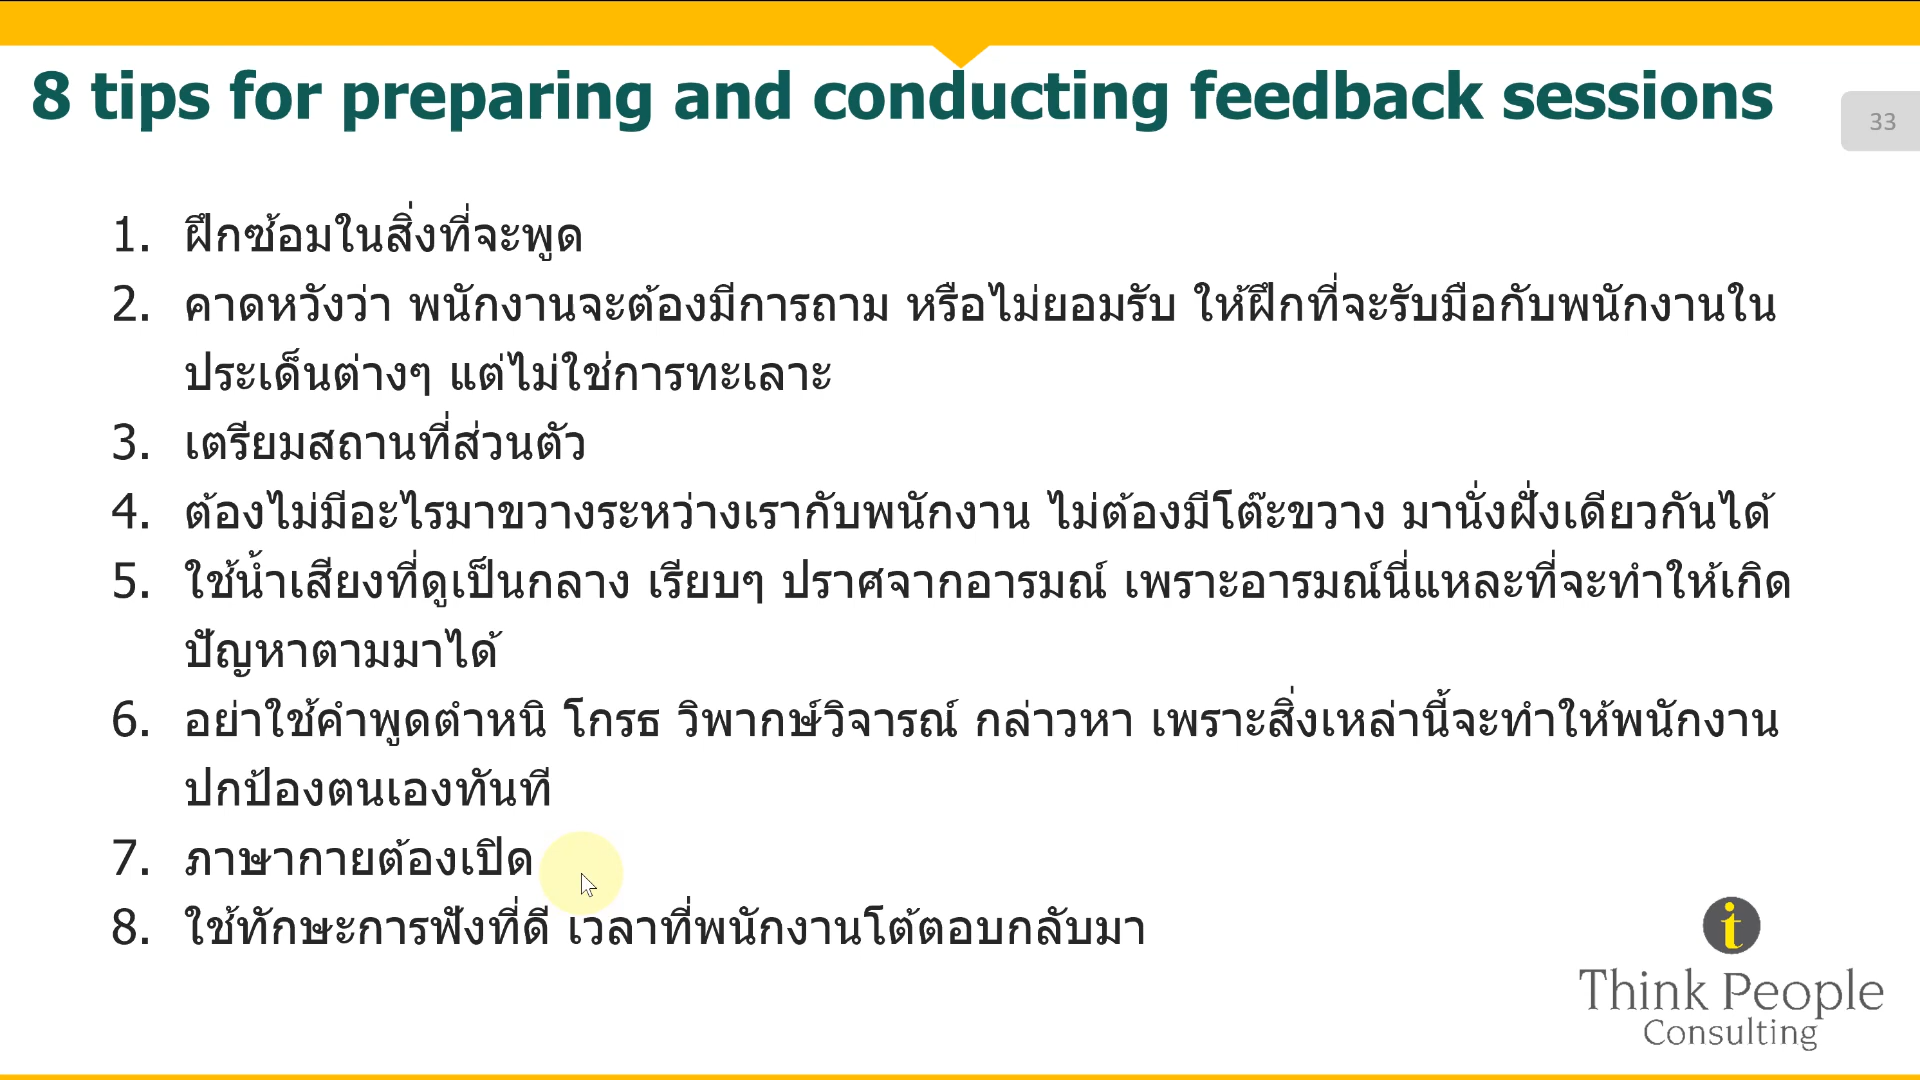 8 tips for preparing and conducting feedback sessions
33
1. ฝึกซ้อมในสิ่งที่จะพูด
2. คาดหวังว่า พนักงานจะต้องมีการถาม หรือไม่ยอมรับ ให้ฝึกที่จะรับมือกับพนักงานใน
ประเด็นต่างๆ แต่ไม่ใช่การทะเลาะ
3. เตรียมสถานที่ส่วนตัว
4. ต้องไม่มีอะไรมาขวางระหว่างเรากับพนักงาน ไม่ต้องมีโต๊ะขวาง มานั่งฝั่งเดียวกันได้
5. ใช้น้ำเสียงที่ดูเป็นกลาง เรียบๆ ปราศจากอารมณ์ เพราะอารมณ์นี่แหละที่จะทำให้เกิด
ปัญหาตามมาได้
6. อย่าใช้คำพูดตำหนิ โกรธ วิพากษ์วิจารณ์ กล่าวหา เพราะสิ่งเหล่านี้จะทำให้พนักงาน
ปกป้องตนเองทันที
7. ภาษากายต้องเปิด
8. ใช้ทักษะการฟังที่ดี เวลาที่พนักงานโต้ตอบกลับมา
i
Think People
Consulting